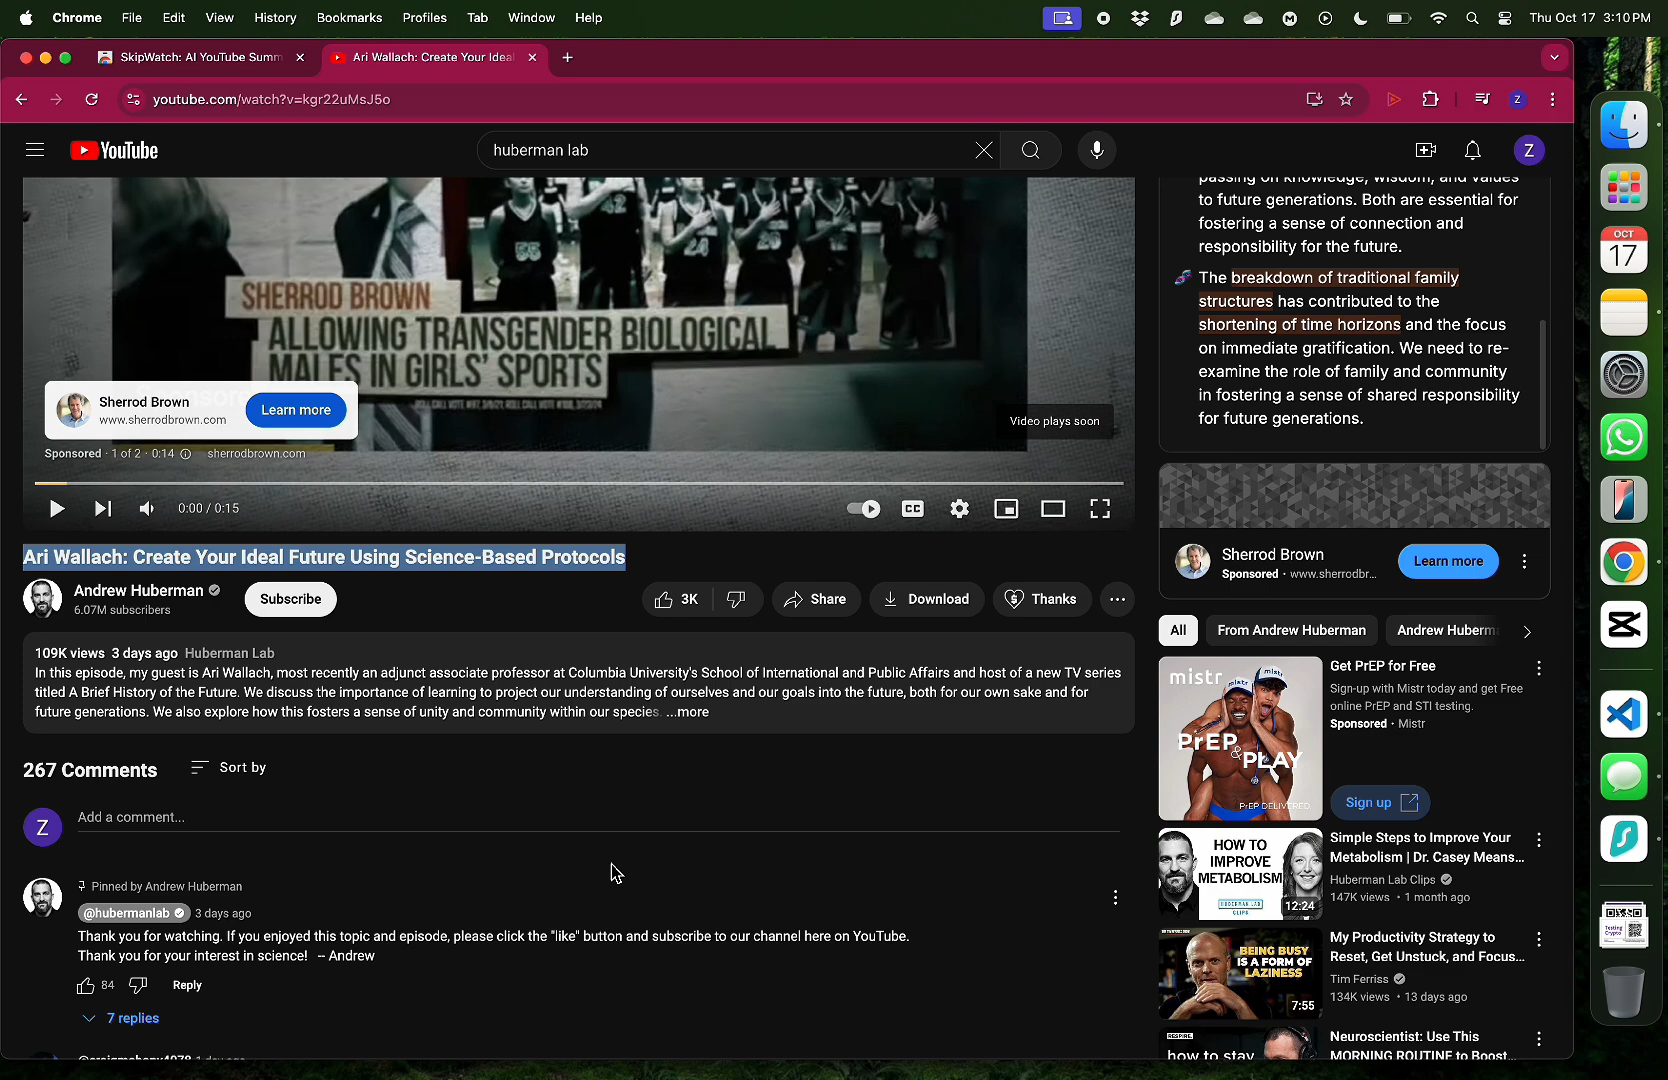 Chrome File Edit View History Bookmarks Profiles Tab Window Help
Thu Oct 17 3:10 PM
SkipWatch: AI YouTube Summ
Ari Wallach: Create Your Ideal
youtube.com/watch?v=kgr22uMsJ5o
Z
YouTube
huberman lab
Z
SHERROD BROWN
ALLOWING TRANSGENDER BIOLOGICAL
MALES IN GIRLS' SPORTS
Sherrod Brown
www.sherrodbrown.com
Learn more
Video plays soon
Sponsored · 1 of 2 · 0:14
sherrodbrown.com
0:00 / 0:15
CC
Ari Wallach: Create Your Ideal Future Using Science-Based Protocols
Andrew Huberman
6.07M subscribers
Subscribe
3K
Share
Download
Thanks
109K views 3 days ago Huberman Lab
In this episode, my guest is Ari Wallach, most recently an adjunct associate professor at Columbia University's School of International and Public Affairs and host of a new TV series
titled A Brief History of the Future. We discuss the importance of learning to project our understanding of ourselves and our goals into the future, both for our own sake and for
future generations. We also explore how this fosters a sense of unity and community within our species. ...more
267 Comments
Sort by
Z
Add a comment...
Pinned by Andrew Huberman
@hubermanlab 3 days ago
Thank you for watching. If you enjoyed this topic and episode, please click the "like" button and subscribe to our channel here on YouTube.
Thank you for your interest in science! -- Andrew
84
Reply
7 replies
passing on knowledge, wisdom, and values
to future generations. Both are essential for
fostering a sense of connection and
responsibility for the future.
The breakdown of traditional family
structures has contributed to the
shortening of time horizons and the focus
on immediate gratification. We need to re-
examine the role of family and community
in fostering a sense of shared responsibility
for future generations.
Sherrod Brown
Sponsored · www.sherrodbr...
Learn more
All
From Andrew Huberman
Andrew Huberm
mistr
PrEP
& PLAY
PrEP DELIVERED
Get PrEP for Free
Sign-up with Mistr today and get Free
online PrEP and STI testing.
Sponsored · Mistr
Sign up
HOW TO
IMPROVE
METABOLISM
HUBERMAN LAB
CLIPS
12:24
Simple Steps to Improve Your
Metabolism | Dr. Casey Means...
Huberman Lab Clips
147K views · 1 month ago
BEING BUSY
IS A FORM OF
LAZINESS
7:55
My Productivity Strategy to
Reset, Get Unstuck, and Focus...
Tim Ferriss
134K views · 13 days ago
how to stay
Neuroscientist: Use This
MORNING ROUTINE to Boost...
OCT
17
Testing
Crypto